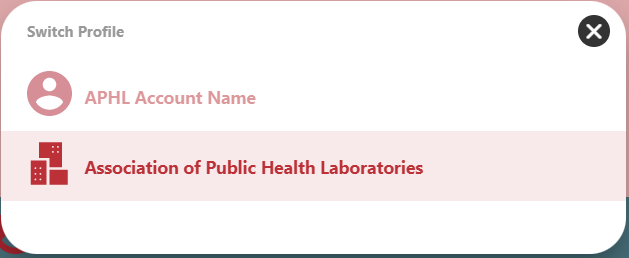 Switch Profile
APHL Account Name
Association of Public Health Laboratories